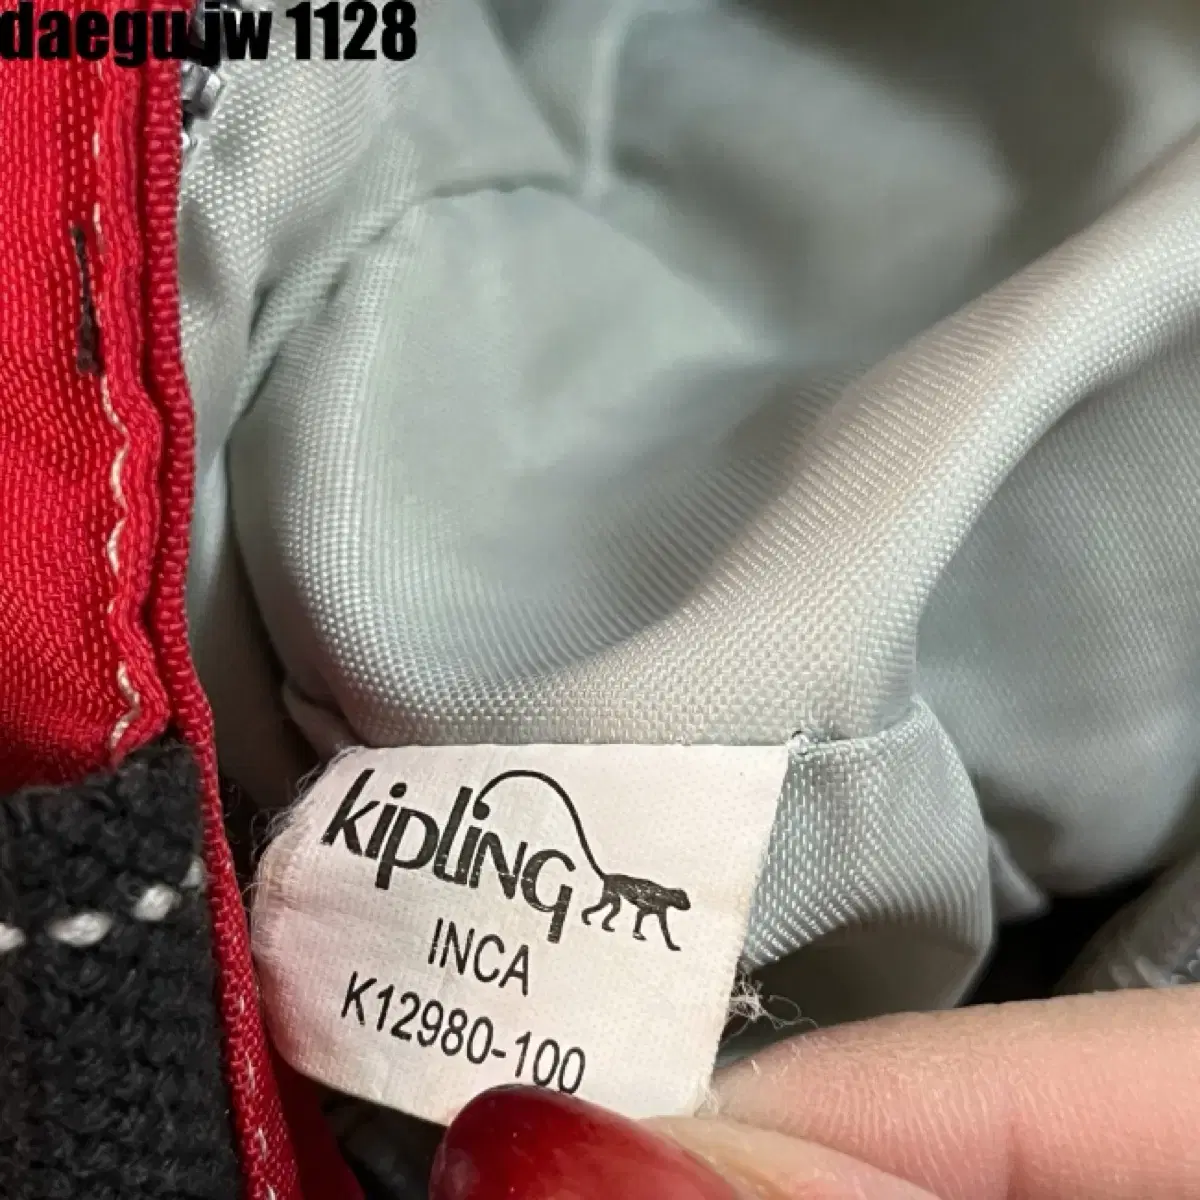 daegu jw 1128
kipling
INCA
K12980-100